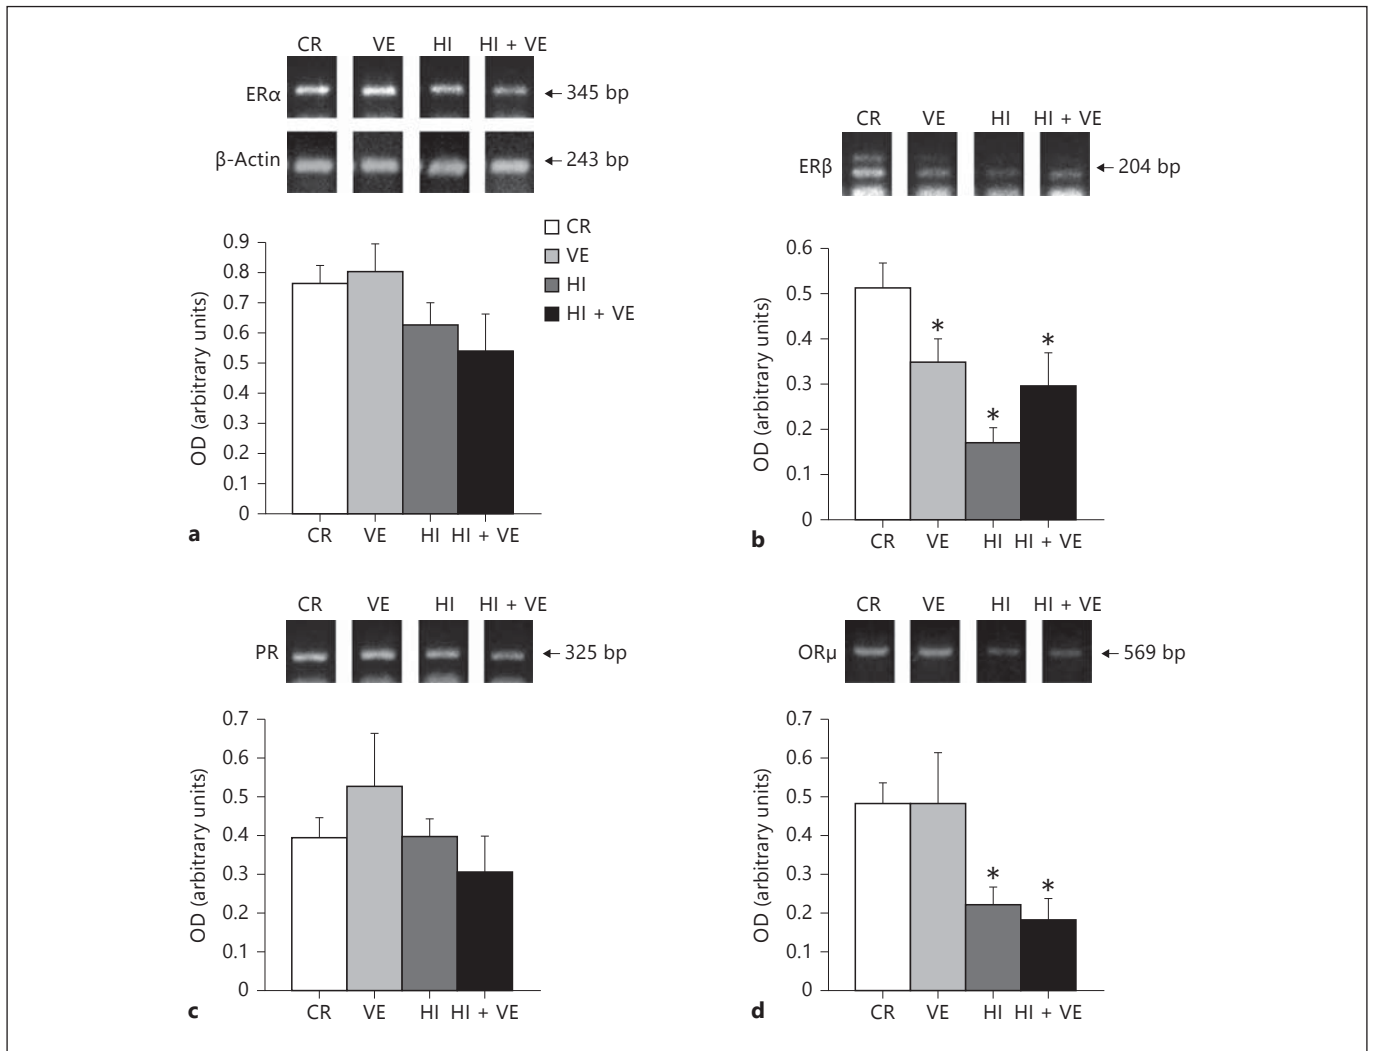 CR VE HI HI + VE
ERα ← 345 bp
β-Actin ← 243 bp
CR
VE
HI
HI + VE
0.9
0.8
0.7
0.6
0.5
0.4
0.3
0.2
0.1
0
OD (arbitrary units)
CR VE HI HI + VE
a
CR VE HI HI + VE
ERβ ← 204 bp
0.6
0.5
0.4
0.3
0.2
0.1
0
OD (arbitrary units)
* * *
CR VE HI HI + VE
b
CR VE HI HI + VE
PR ← 325 bp
0.7
0.6
0.5
0.4
0.3
0.2
0.1
0
OD (arbitrary units)
CR VE HI HI + VE
c
CR VE HI HI + VE
ORμ ← 569 bp
0.7
0.6
0.5
0.4
0.3
0.2
0.1
0
OD (arbitrary units)
* *
CR VE HI HI + VE
d